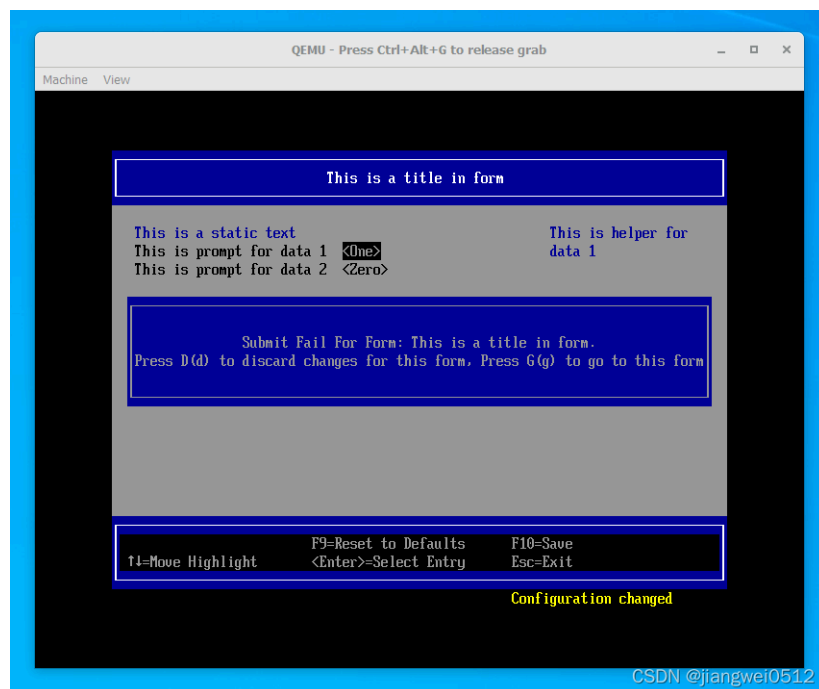 QEMU - Press Ctrl+Alt+G to release grab
Machine View
This is a title in form
This is a static text
This is prompt for data 1 <One>
This is prompt for data 2 <Zero>
This is helper for
data 1
Submit Fail For Form: This is a title in form.
Press D(d) to discard changes for this form, Press G(g) to go to this form
F9=Reset to Defaults F10=Save
↑↓=Move Highlight <Enter>=Select Entry Esc=Exit
Configuration changed
CSDN @jiangwei0512